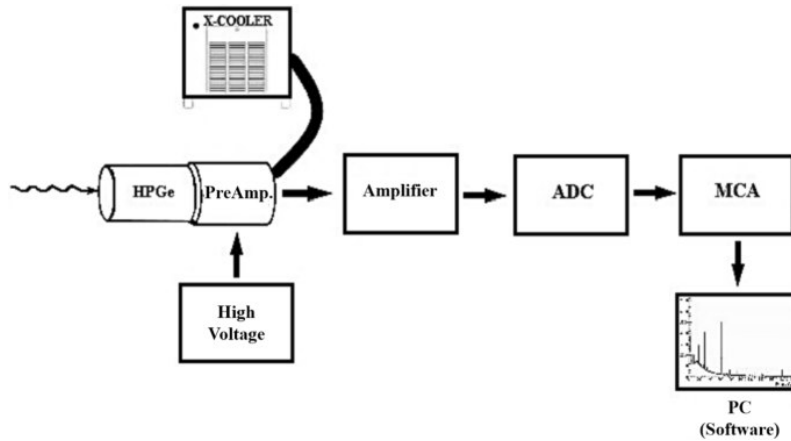 X-COOLER
HPGe
PreAmp.
Amplifier
ADC
MCA
High
Voltage
PC
(Software)